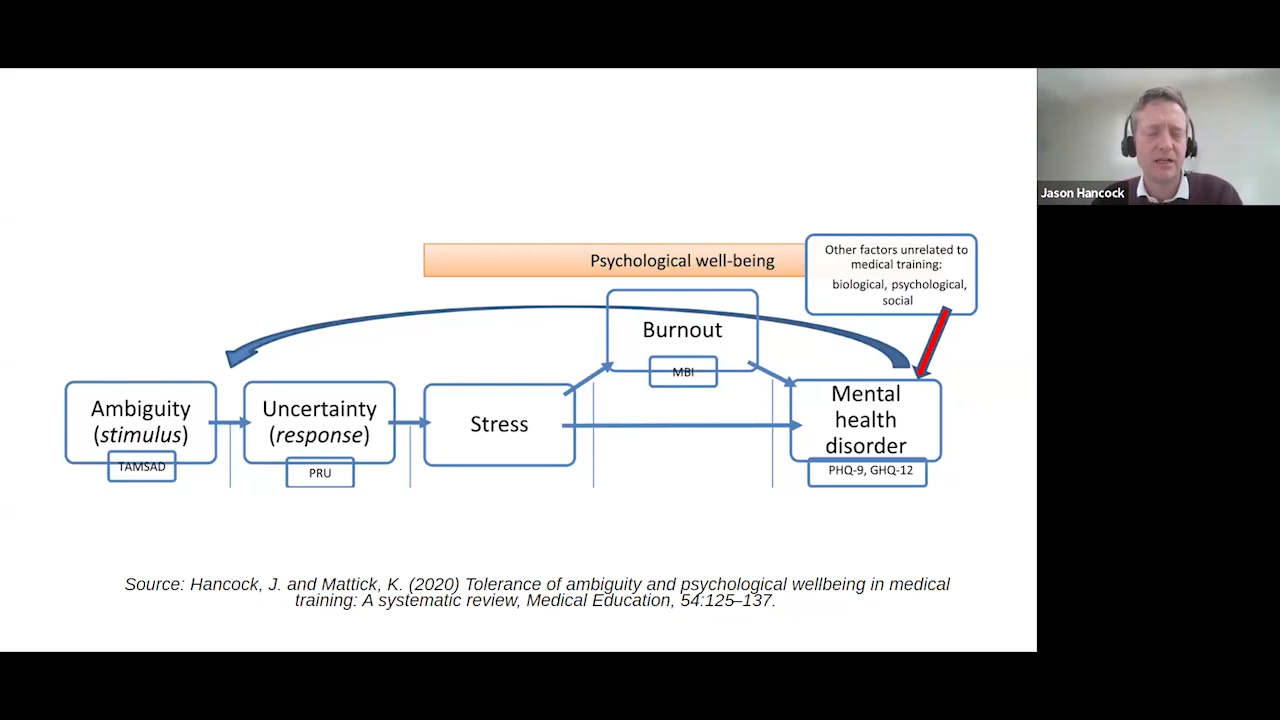 Jason Hancock
Psychological well-being
Other factors unrelated to
medical training:
biological, psychological,
social
Burnout
MBI
Ambiguity
(stimulus)
TAMSAD
Uncertainty
(response)
PRU
Stress
Mental
health
disorder
PHQ-9, GHQ-12
Source: Hancock, J. and Mattick, K. (2020) Tolerance of ambiguity and psychological wellbeing in medical
training: A systematic review, Medical Education, 54:125–137.